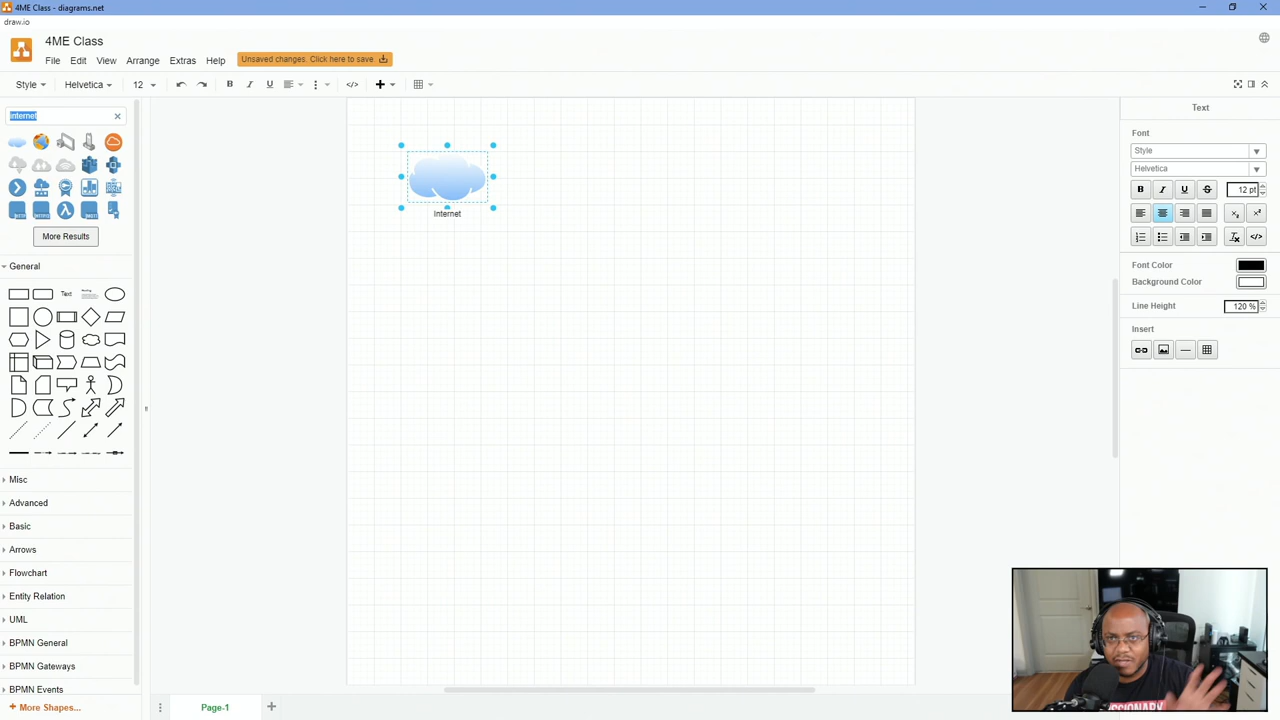 4ME Class - diagrams.net
draw.io
4ME Class
File Edit View Arrange Extras Help
Unsaved changes. Click here to save
Style Helvetica 12
internet
More Results
General
Text
Misc
Advanced
Basic
Arrows
Flowchart
Entity Relation
UML
BPMN General
BPMN Gateways
BPMN Events
+ More Shapes...
Internet
Page-1
Text
Font
Style
Helvetica
12 pt
Font Color
Background Color
Line Height 120 %
Insert